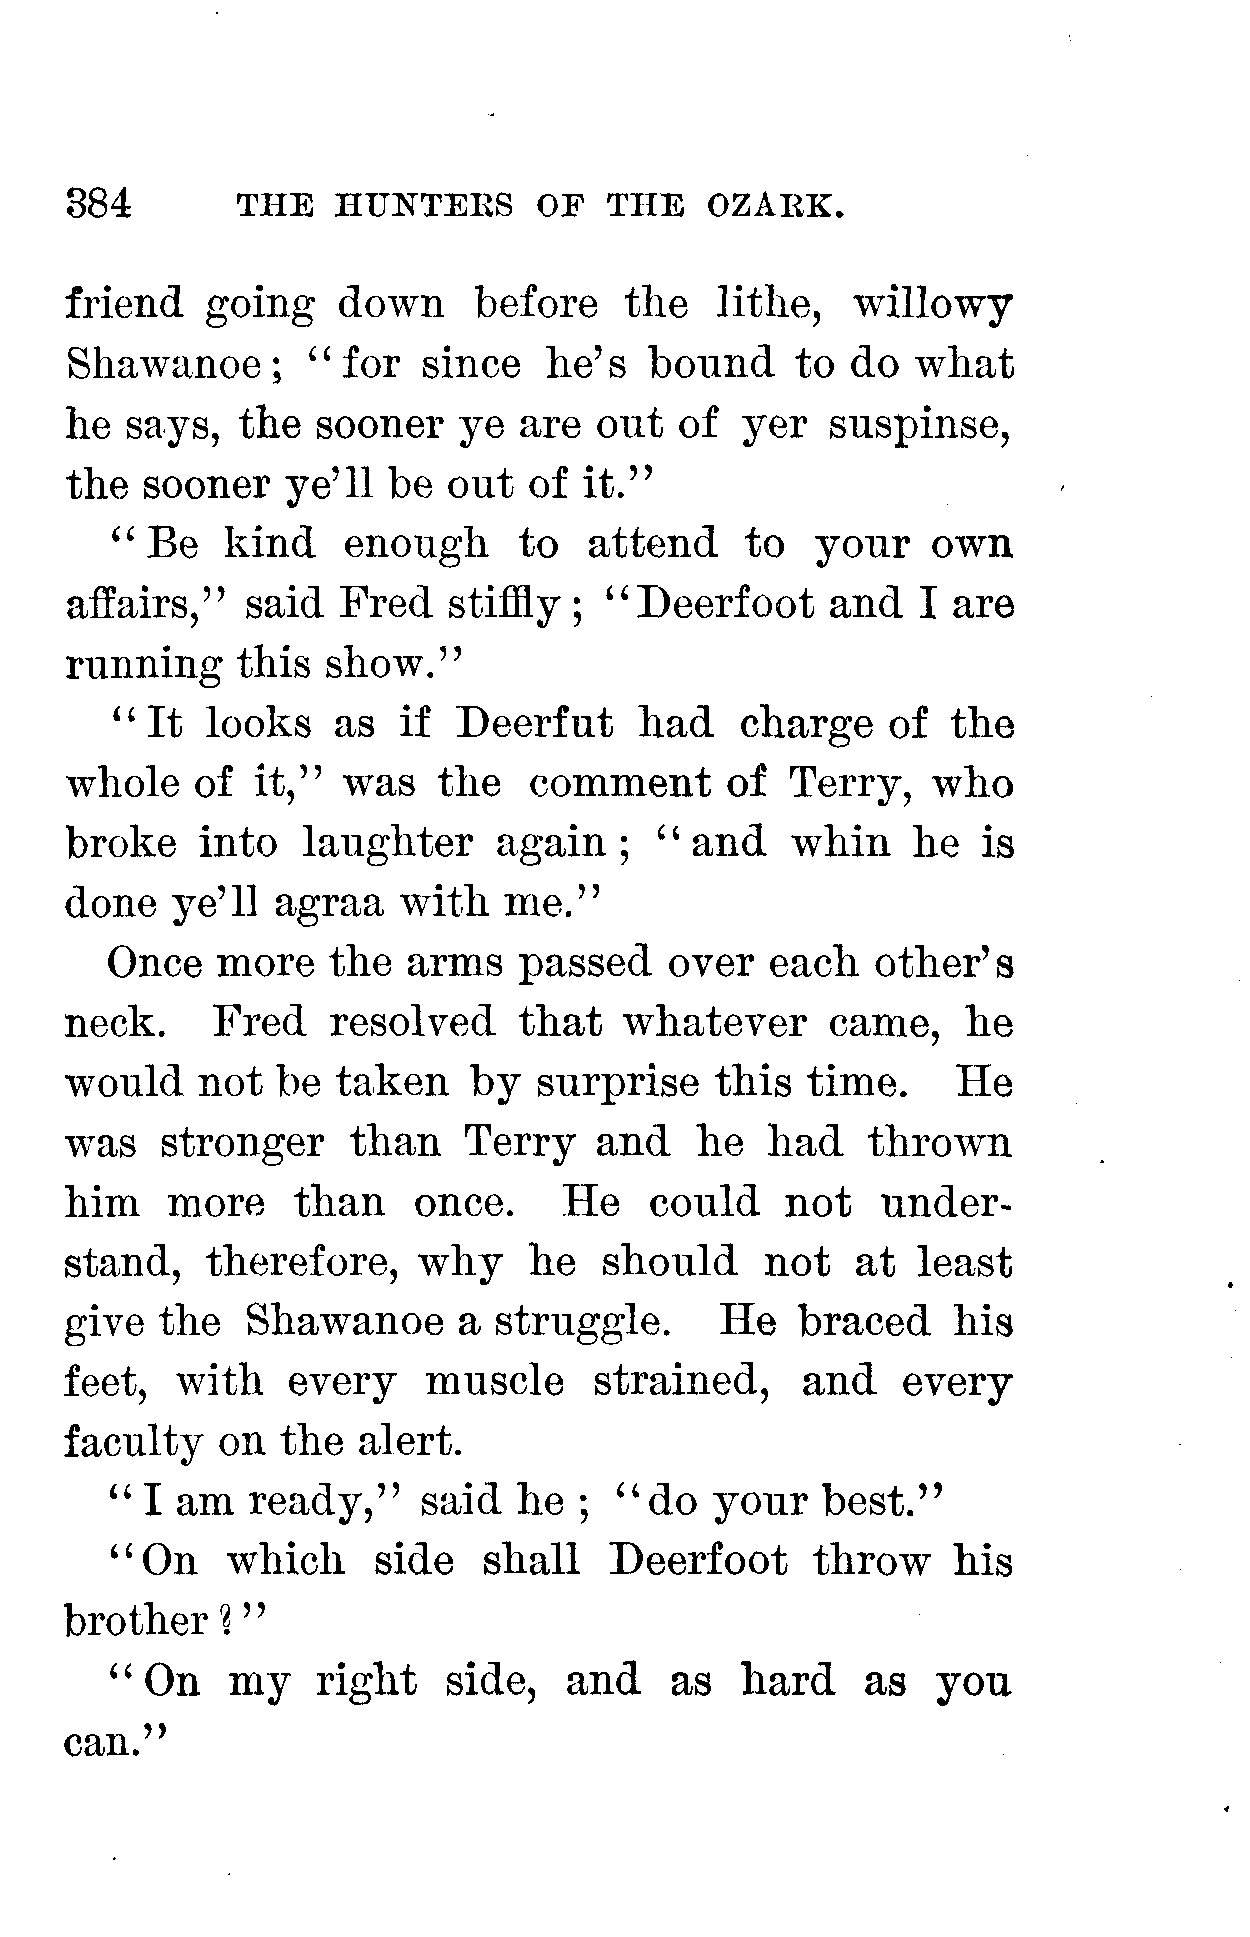 384 THE HUNTERS OF THE OZARK.
friend going down before the lithe, willowy
Shawanoe; "for since he's bound to do what
he says, the sooner ye are out of yer suspinse,
the sooner ye'll be out of it."
"Be kind enough to attend to your own
affairs," said Fred stiffly; "Deerfoot and I are
running this show."
"It looks as if Deerfut had charge of the
whole of it," was the comment of Terry, who
broke into laughter again; "and whin he is
done ye'll agraa with me."
Once more the arms passed over each other's
neck. Fred resolved that whatever came, he
would not be taken by surprise this time. He
was stronger than Terry and he had thrown
him more than once. He could not under-
stand, therefore, why he should not at least
give the Shawanoe a struggle. He braced his
feet, with every muscle strained, and every
faculty on the alert.
"I am ready," said he; "do your best."
"On which side shall Deerfoot throw his
brother?"
"On my right side, and as hard as you
can."